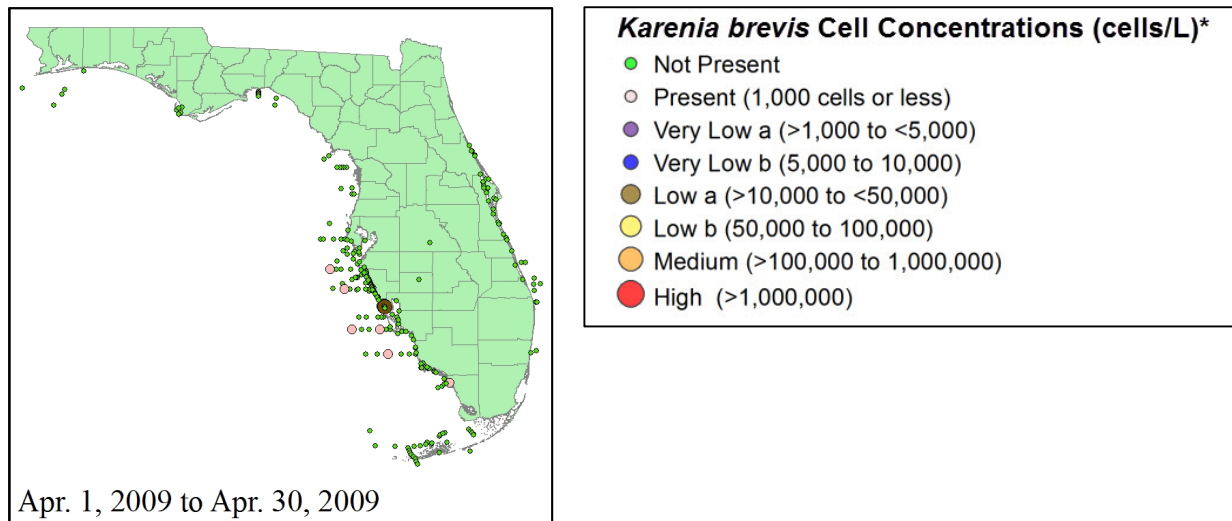 Apr. 1, 2009 to Apr. 30, 2009
Karenia brevis Cell Concentrations (cells/L)*
Not Present
Present (1,000 cells or less)
Very Low a (>1,000 to <5,000)
Very Low b (5,000 to 10,000)
Low a (>10,000 to <50,000)
Low b (50,000 to 100,000)
Medium (>100,000 to 1,000,000)
High (>1,000,000)